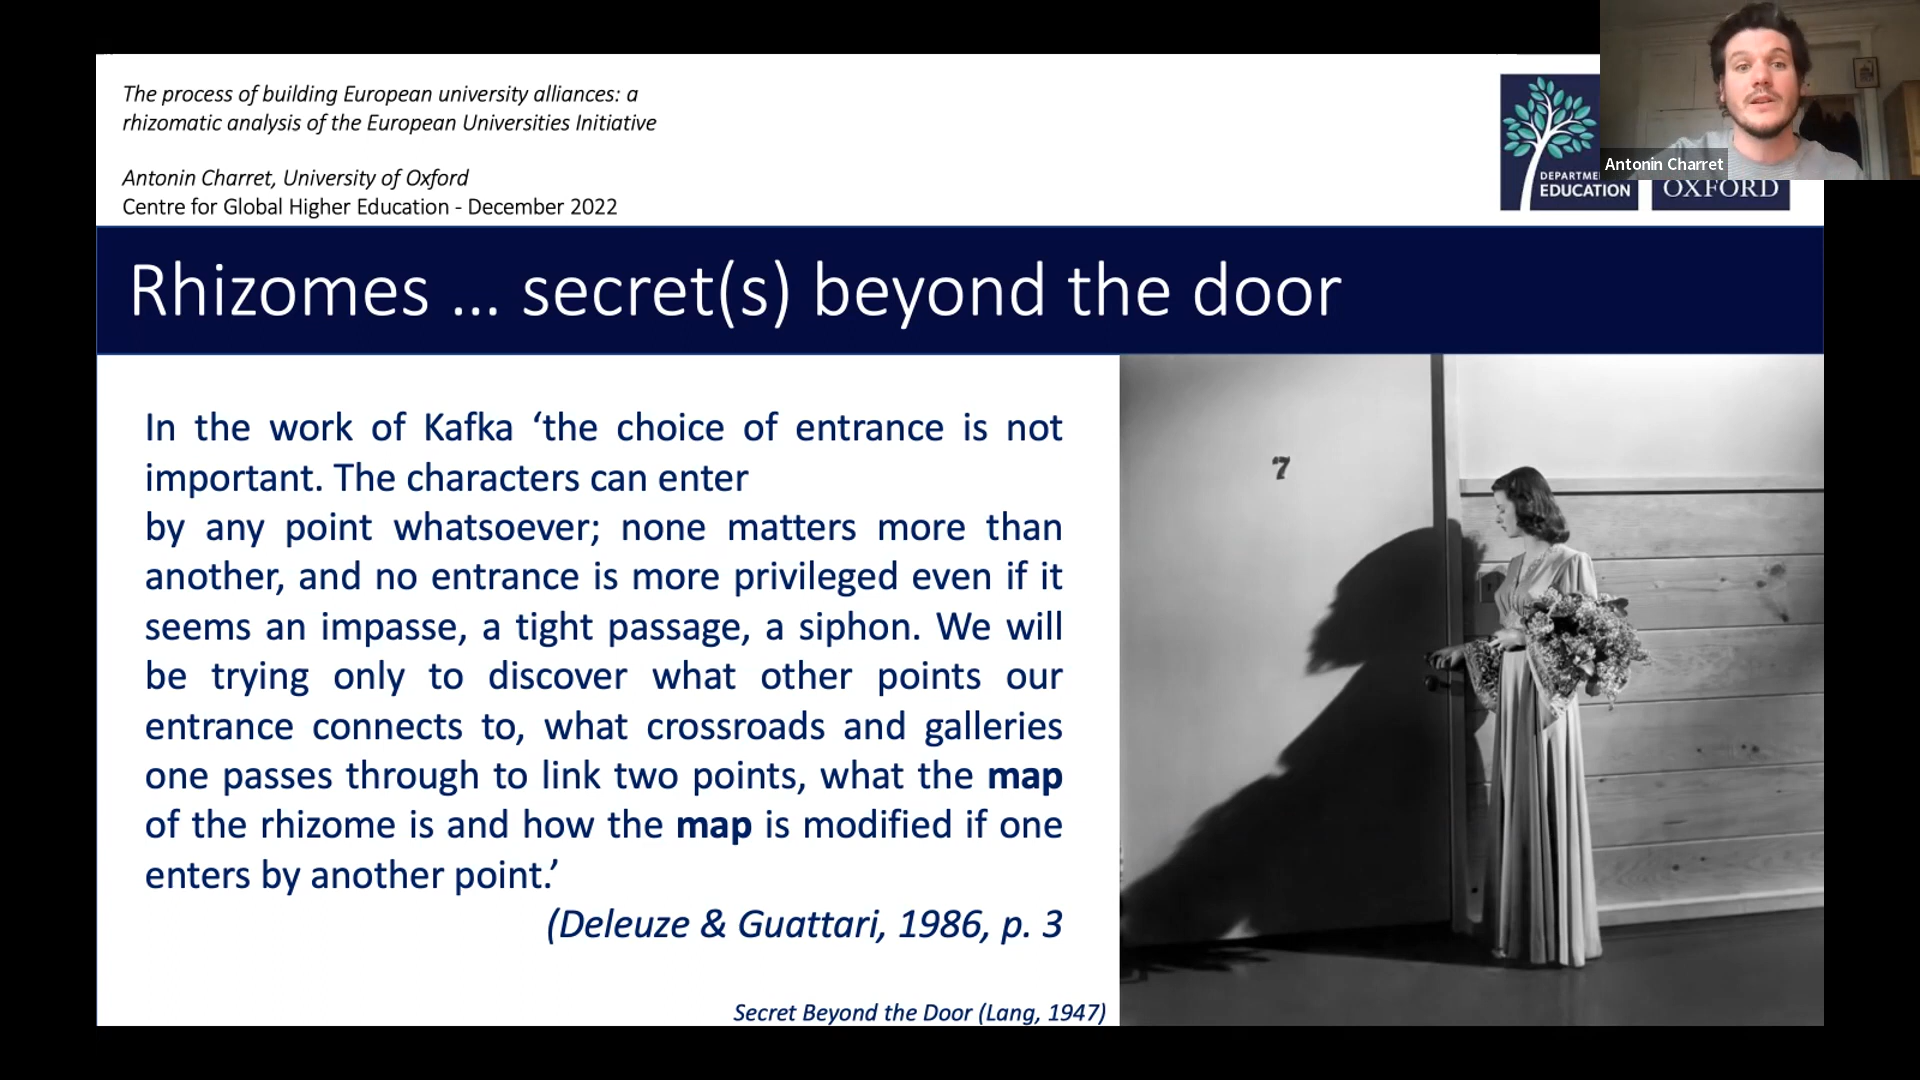 The process of building European university alliances: a
rhizomatic analysis of the European Universities Initiative
Antonin Charret, University of Oxford
Centre for Global Higher Education - December 2022
EDUCATION
OXFORD
Antonin Charret
Rhizomes ... secret(s) beyond the door
In the work of Kafka ‘the choice of entrance is not
important. The characters can enter
by any point whatsoever; none matters more than
another, and no entrance is more privileged even if it
seems an impasse, a tight passage, a siphon. We will
be trying only to discover what other points our
entrance connects to, what crossroads and galleries
one passes through to link two points, what the map
of the rhizome is and how the map is modified if one
enters by another point.’
(Deleuze & Guattari, 1986, p. 3
Secret Beyond the Door (Lang, 1947)
7